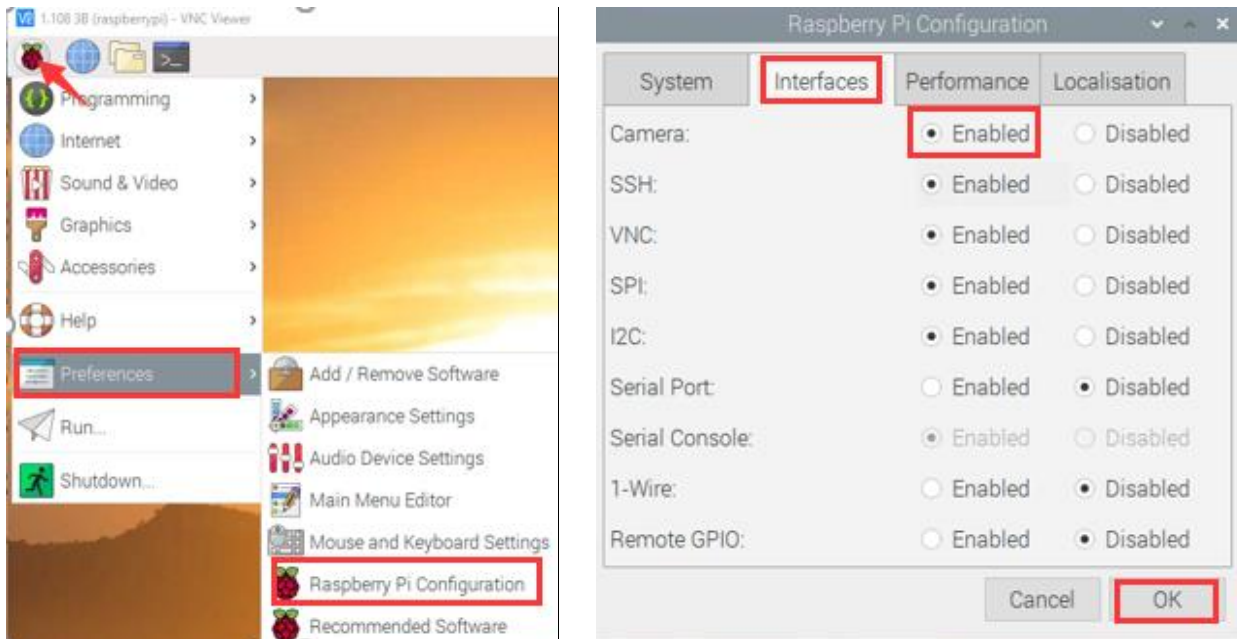 1.108 3B (raspberrypi) - VNC Viewer
Programming
Internet
Sound & Video
Graphics
Accessories
Help
Preferences
Run...
Shutdown...
Add / Remove Software
Appearance Settings
Audio Device Settings
Main Menu Editor
Mouse and Keyboard Settings
Raspberry Pi Configuration
Recommended Software
Raspberry Pi Configuration
System Interfaces Performance Localisation
Camera: Enabled Disabled
SSH: Enabled Disabled
VNC: Enabled Disabled
SPI: Enabled Disabled
I2C: Enabled Disabled
Serial Port: Enabled Disabled
Serial Console: Enabled Disabled
1-Wire: Enabled Disabled
Remote GPIO: Enabled Disabled
Cancel OK